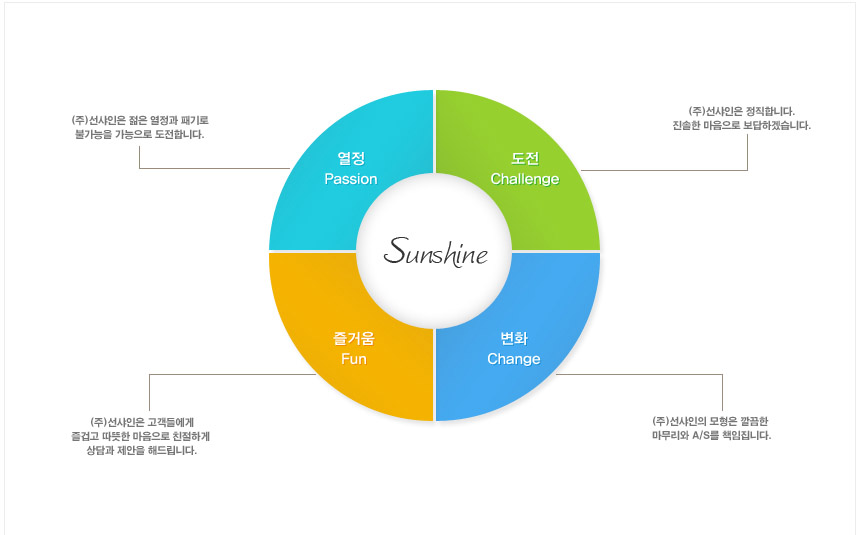 (주)선샤인은 젊은 열정과 패기로
불가능을 가능으로 도전합니다.
(주)선샤인은 정직합니다.
진솔한 마음으로 보답하겠습니다.
열정
Passion
도전
Challenge
Sunshine
즐거움
Fun
변화
Change
(주)선샤인은 고객들에게
즐겁고 따뜻한 마음으로 친절하게
상담과 제안을 해드립니다.
(주)선샤인의 모형은 깔끔한
마무리와 A/S를 책임집니다.